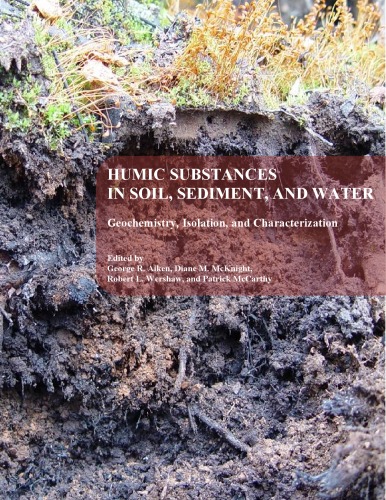 HUMIC SUBSTANCES
IN SOIL, SEDIMENT, AND WATER
Geochemistry, Isolation, and Characterization
Edited by
George R. Aiken, Diane M. McKnight,
Robert L. Wershaw, and Patrick McCarthy